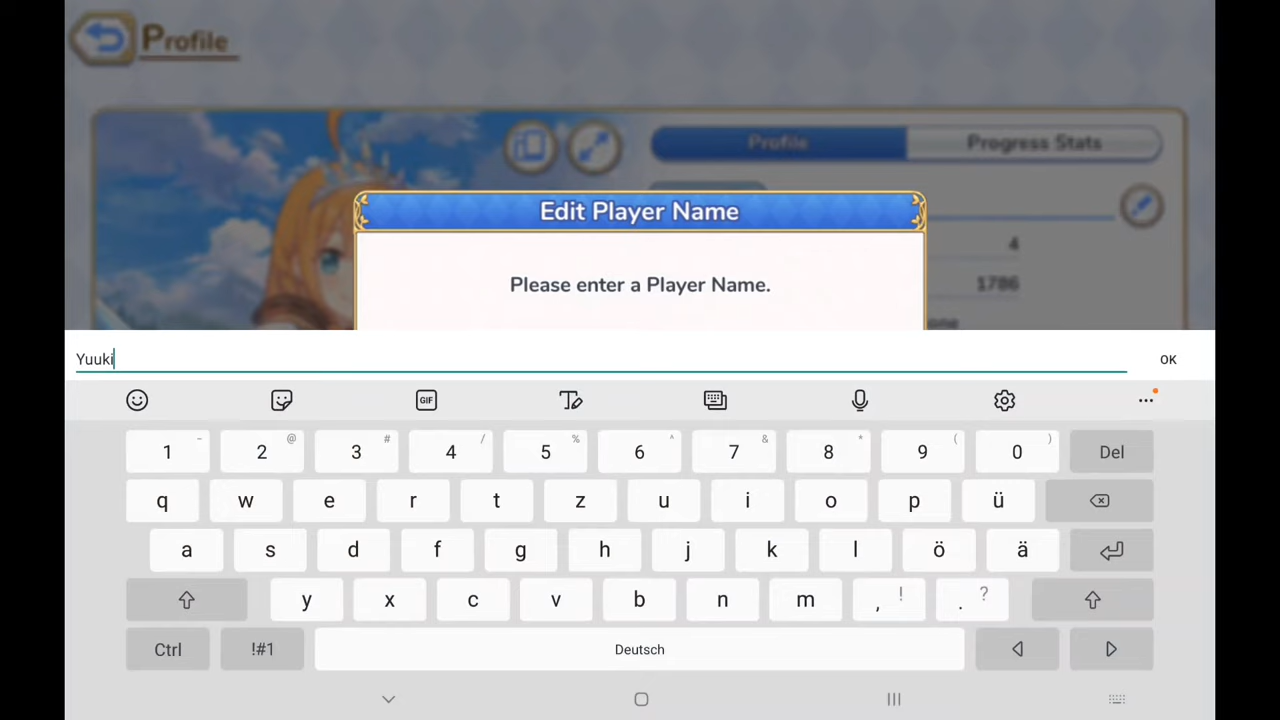 Profile
Profile Progress Stats
Edit Player Name
4
Please enter a Player Name.
1786
one
Yuuki OK
GIF
1 - 2 @ 3 # 4 / 5 % 6 ^ 7 & 8 * 9 ( 0 ) Del
q w e r t z u i o p ü
a s d f g h j k l ö ä
y x c v b n m , ! . ?
Ctrl !#1 Deutsch